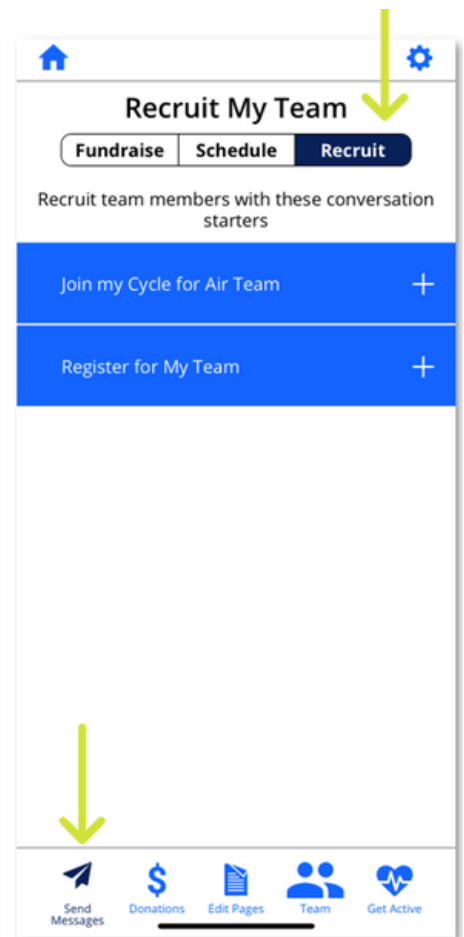 Recruit My Team
Fundraise Schedule Recruit
Recruit team members with these conversation
starters
Join my Cycle for Air Team
Register for My Team
Send
Messages
Donations
Edit Pages
Team
Get Active